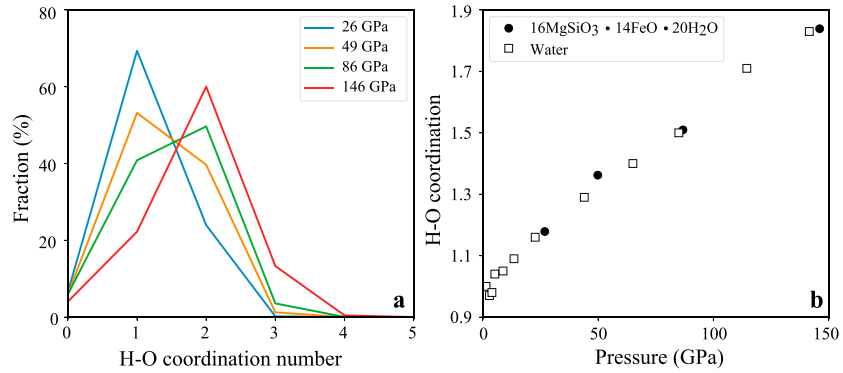 80
60
40
20
0
0
1
2
3
4
5
Fraction (%)
H-O coordination number
26 GPa
49 GPa
86 GPa
146 GPa
a
1.9
1.7
1.5
1.3
1.1
0.9
0
50
100
150
H-O coordination
Pressure (GPa)
16MgSiO₃ • 14FeO • 20H₂O
Water
b